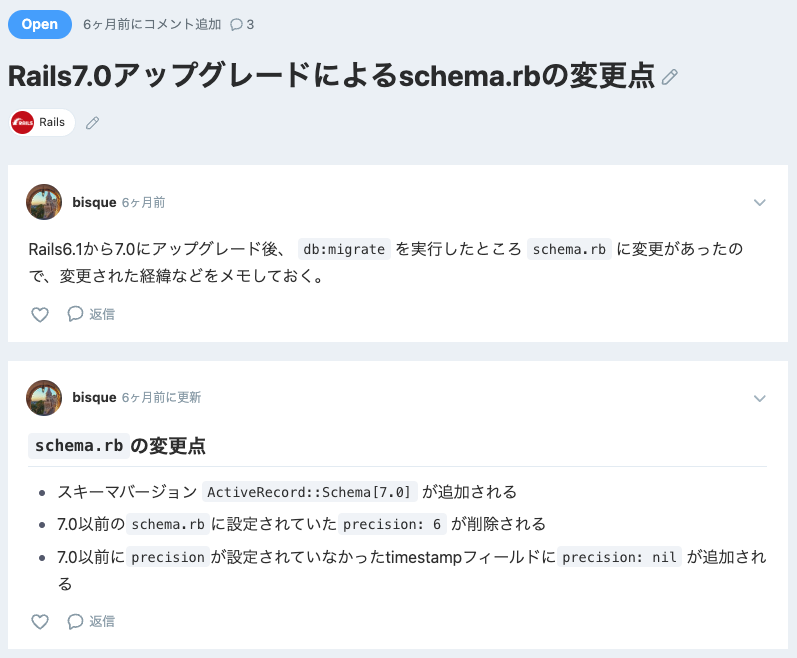 Open 6ヶ月前にコメント追加 3
Rails7.0アップグレードによるschema.rbの変更点
RAILS Rails
bisque 6ヶ月前
Rails6.1から7.0にアップグレード後、 db:migrate を実行したところ schema.rb に変更があったの
で、変更された経緯などをメモしておく。
返信
bisque 6ヶ月前に更新
schema.rb の変更点
• スキーマバージョン ActiveRecord::Schema[7.0] が追加される
• 7.0以前の schema.rb に設定されていた precision: 6 が削除される
• 7.0以前に precision が設定されていなかったtimestampフィールドに precision: nil が追加され
る
返信